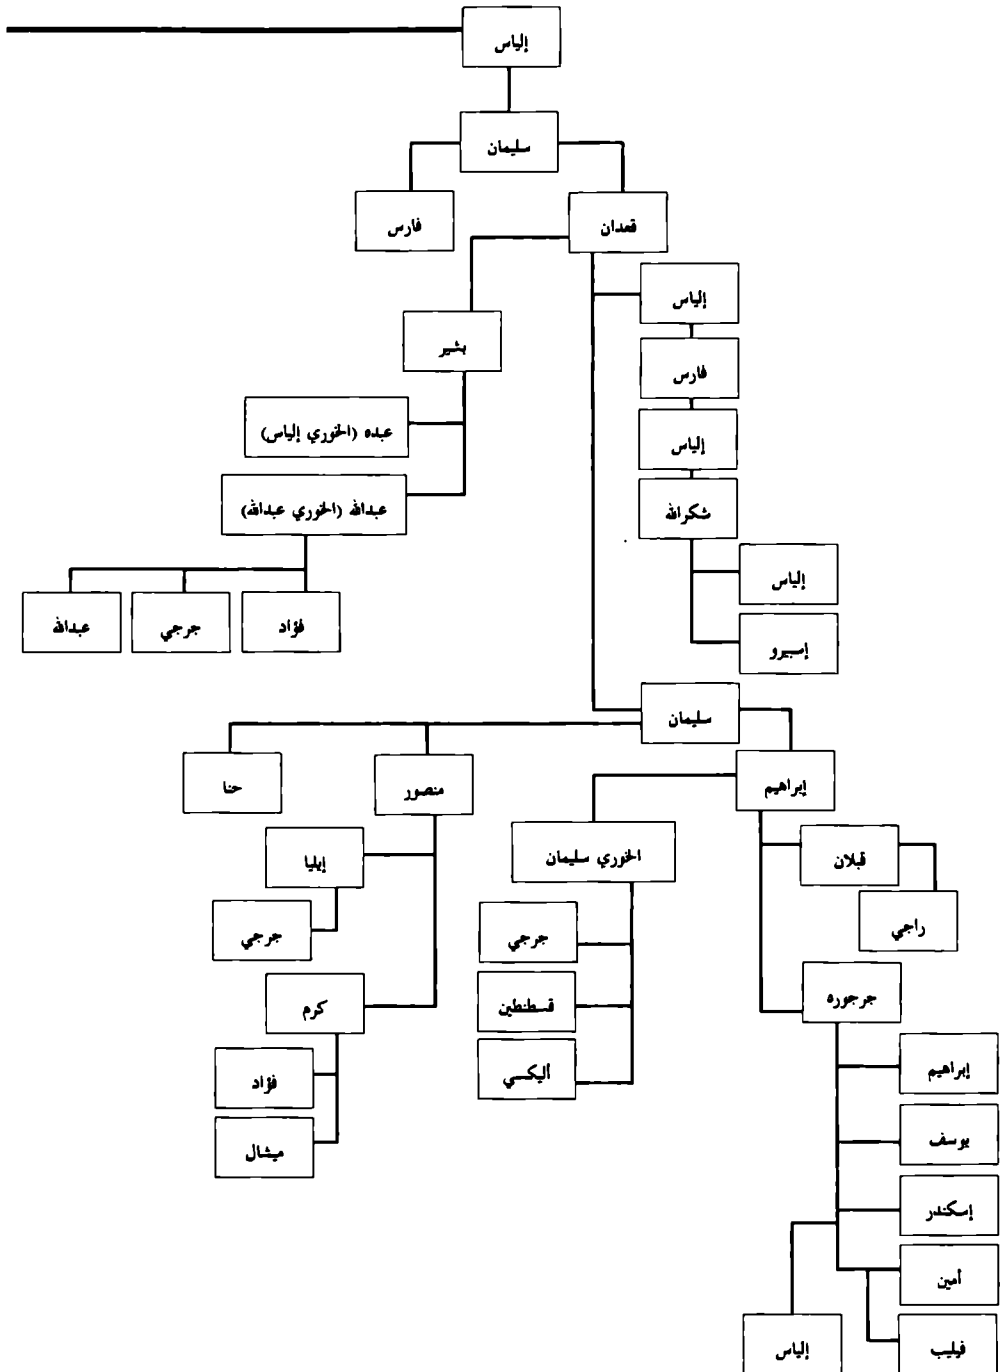 إلياس
سليمان
فارس
قعدان
إلياس
بشير
فارس
عبده (الخوري إلياس)
إلياس
عبدالله (الخوري عبدالله)
شكرالله
إلياس
فؤاد
جرجي
عبدالله
إسبيرو
سليمان
إبراهيم
منصور
حنا
قبلان
الخوري سليمان
إيليا
راجي
جرجي
جرجي
جرجوره
قسطنطين
كرم
إبراهيم
أليكسي
فؤاد
يوسف
ميشال
إسكندر
أمين
فيليب
إلياس